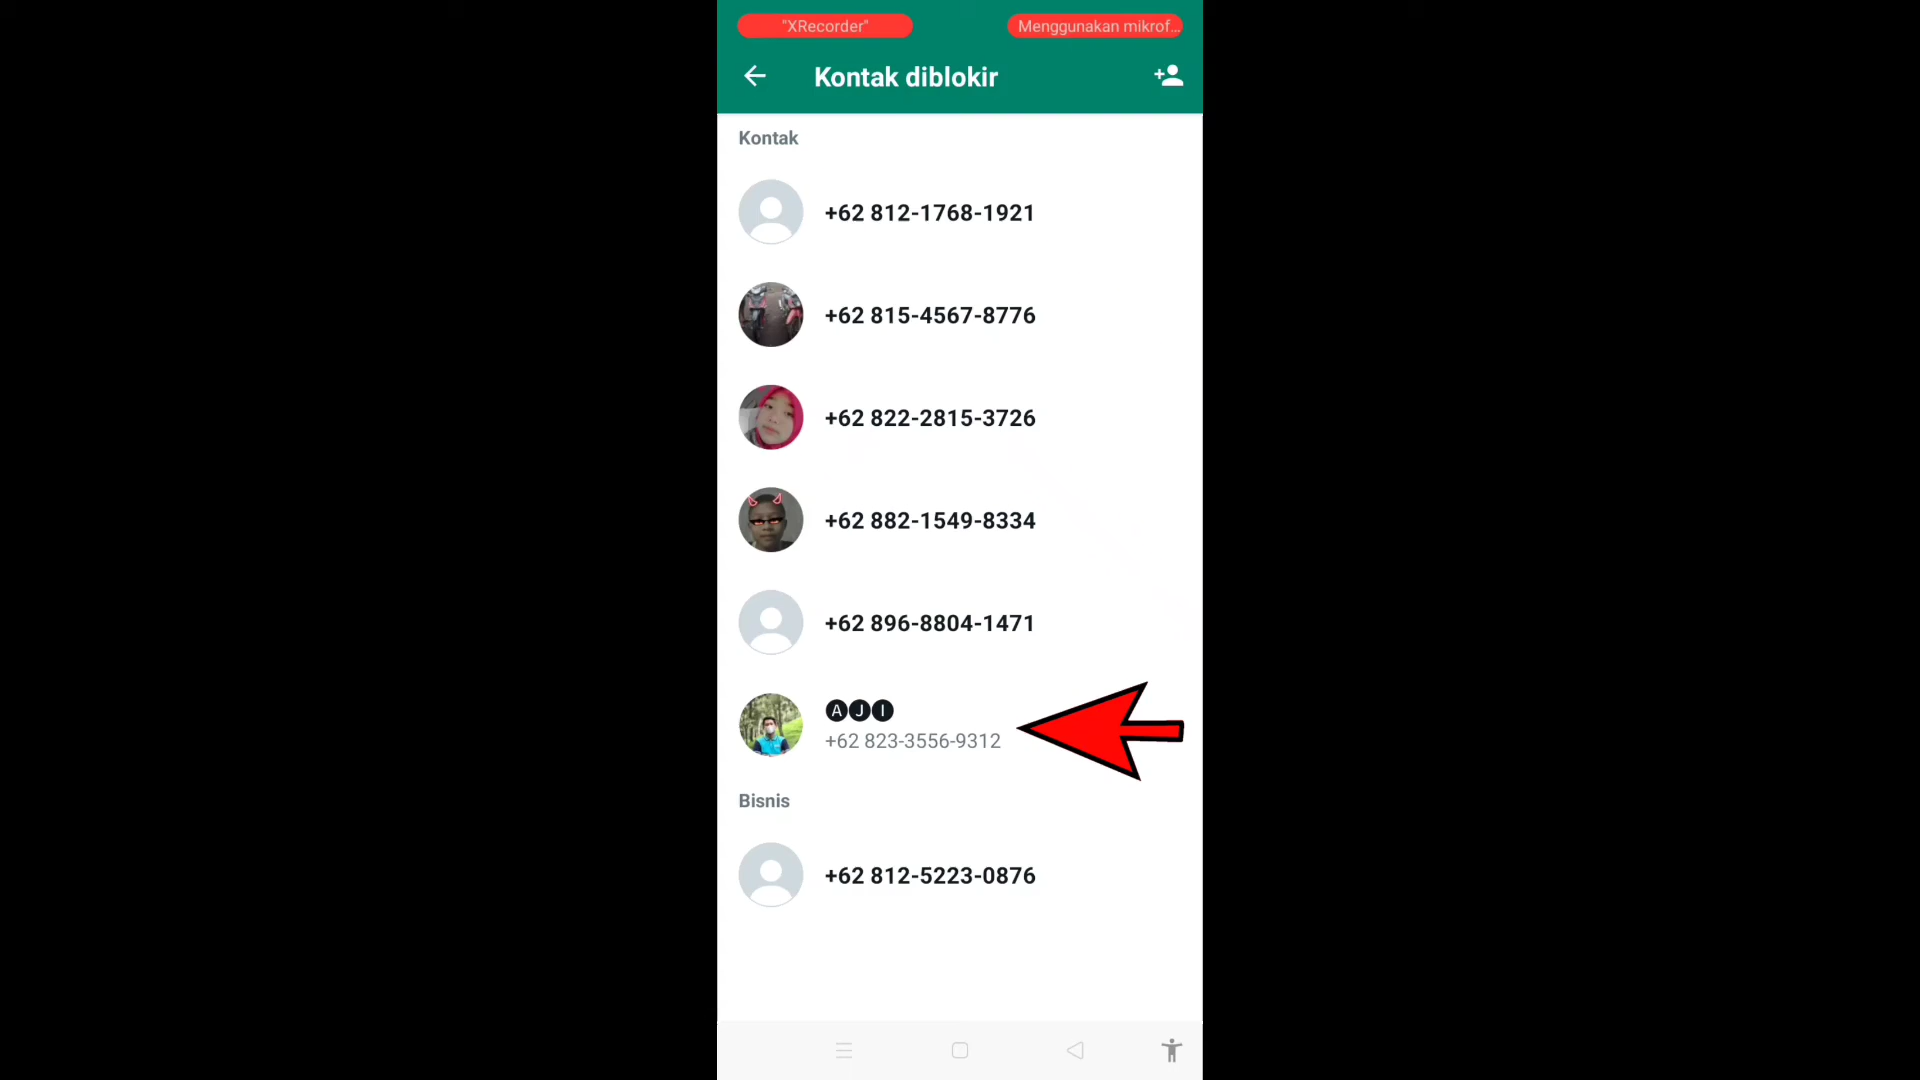 "XRecorder"
Menggunakan mikrof...
Kontak diblokir
Kontak
+62 812-1768-1921
+62 815-4567-8776
+62 822-2815-3726
+62 882-1549-8334
+62 896-8804-1471
🅐🅙🅘
+62 823-3556-9312
Bisnis
+62 812-5223-0876